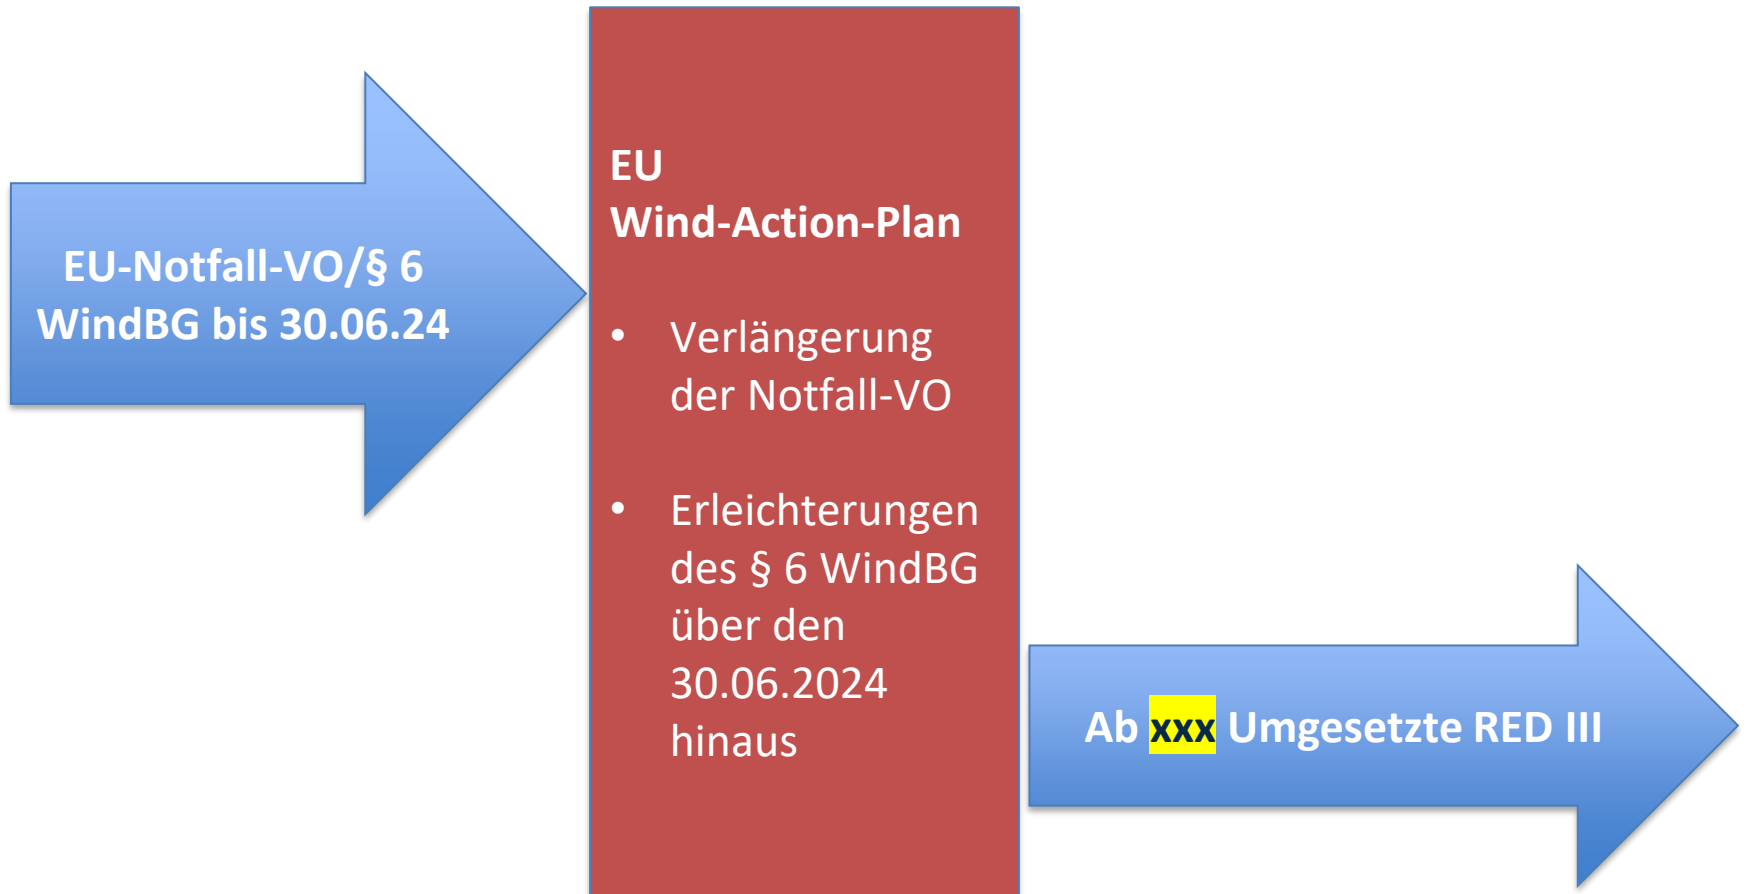 EU-Notfall-VO/§ 6
WindBG bis 30.06.24
EU
Wind-Action-Plan
• Verlängerung
der Notfall-VO
• Erleichterungen
des § 6 WindBG
über den
30.06.2024
hinaus
Ab xxx Umgesetzte RED III